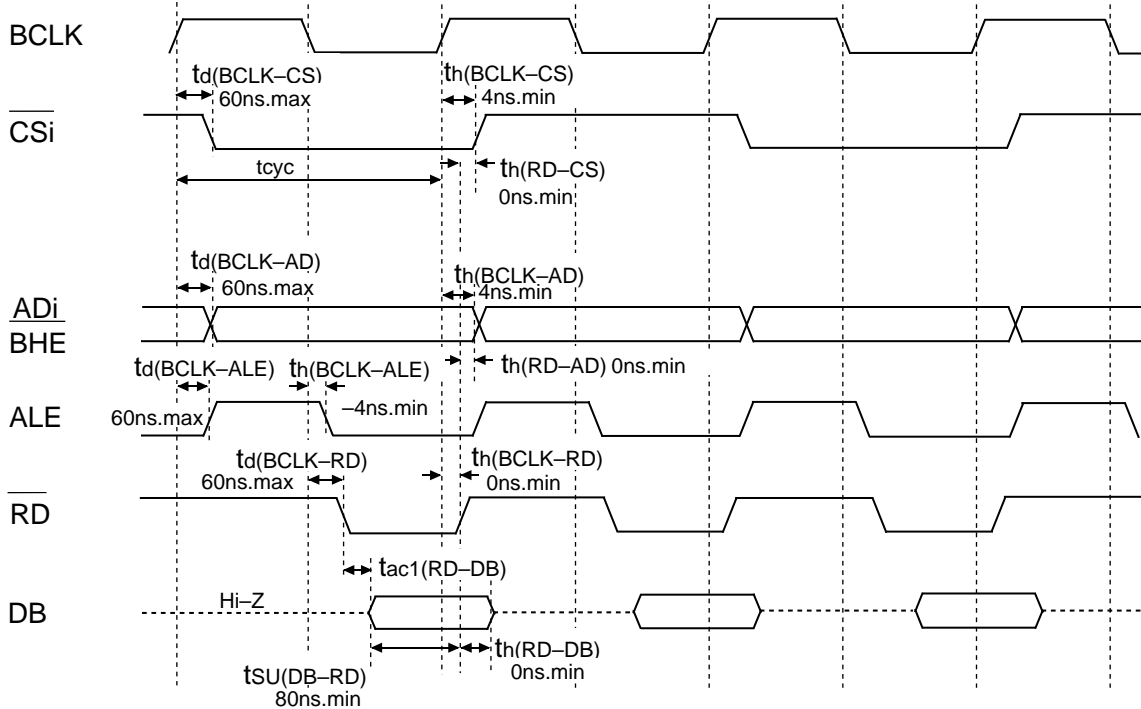 BCLK
td(BCLK–CS)
60ns.max
th(BCLK–CS)
4ns.min
CSi
tcyc
th(RD–CS)
0ns.min
td(BCLK–AD)
60ns.max
th(BCLK–AD)
4ns.min
ADi
BHE
td(BCLK–ALE)
th(BCLK–ALE)
th(RD–AD) 0ns.min
60ns.max
–4ns.min
ALE
td(BCLK–RD)
60ns.max
th(BCLK–RD)
0ns.min
RD
tac1(RD–DB)
Hi–Z
DB
tSU(DB–RD)
80ns.min
th(RD–DB)
0ns.min